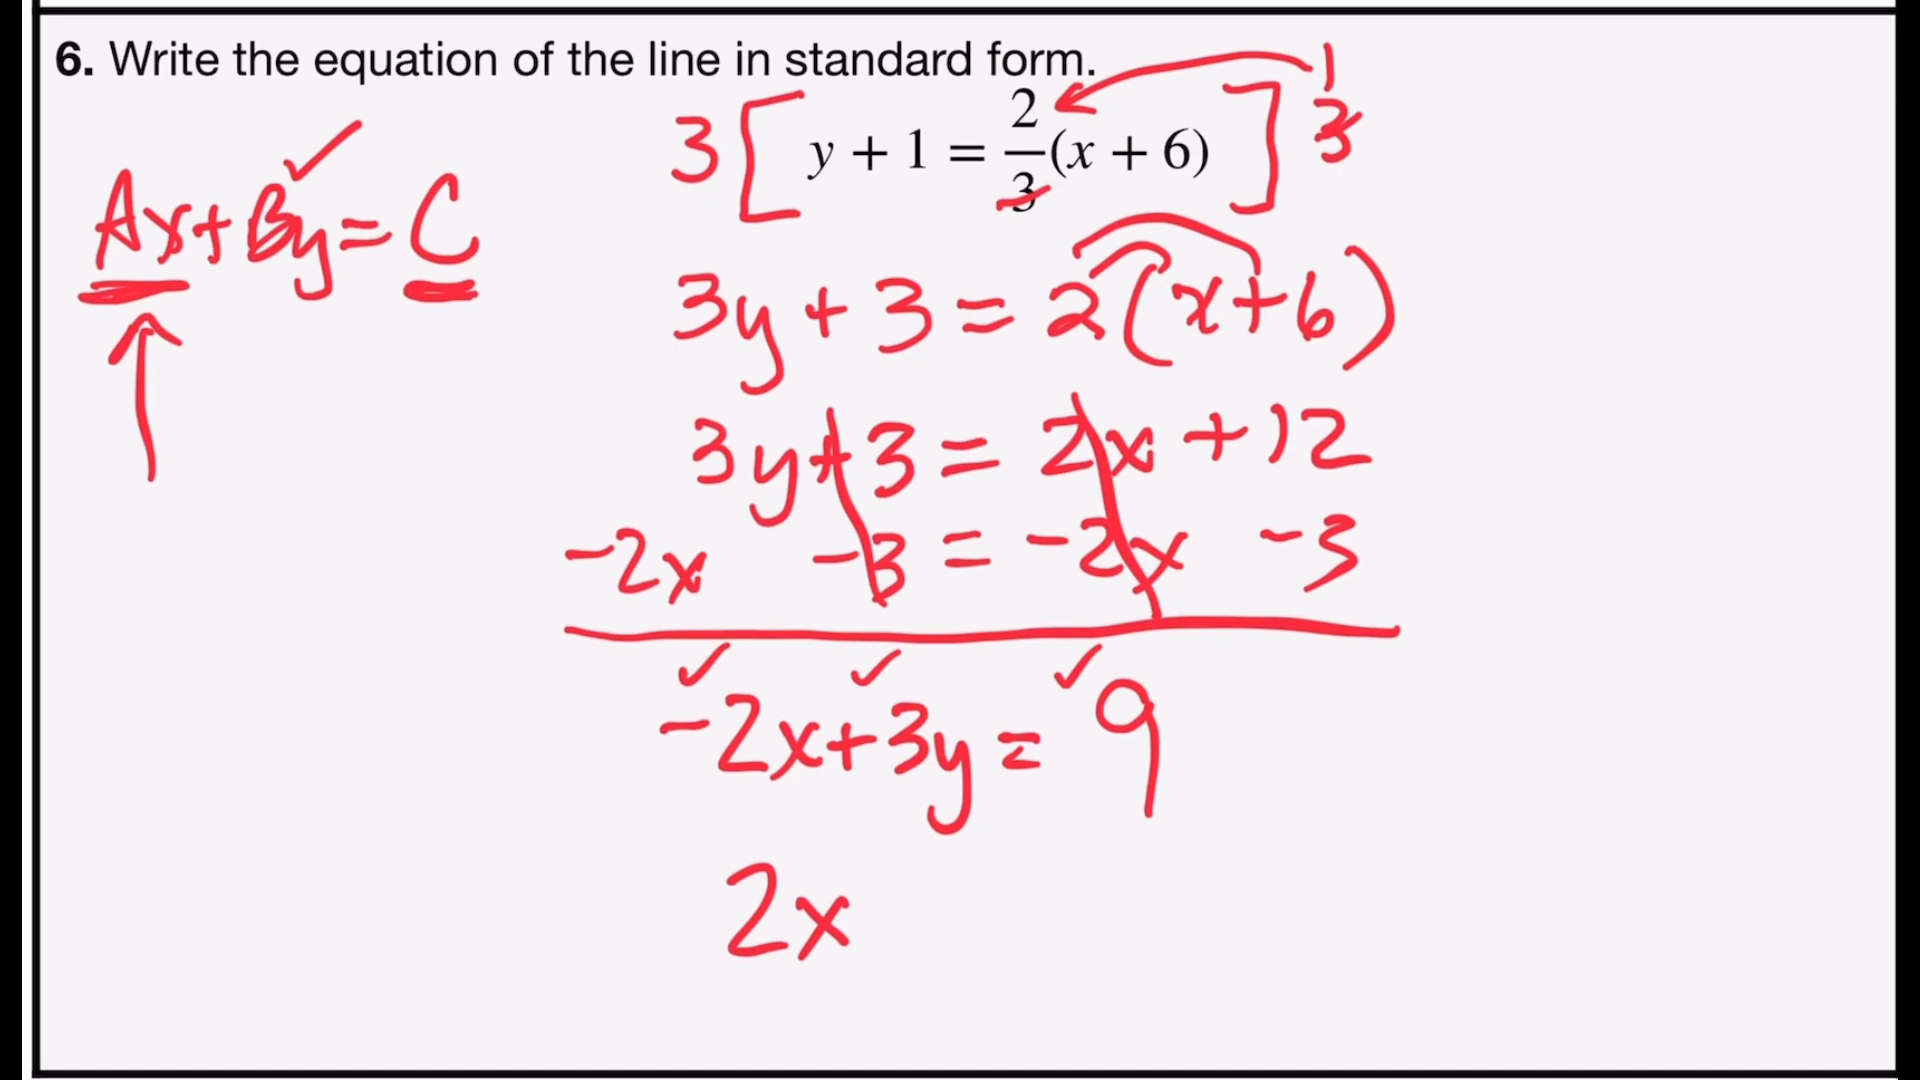 6. Write the equation of the line in standard form.
3 [ y + 1 = 2/3 (x + 6) ] 3 1
Ax + By = C
3y + 3 = 2(x + 6)
3y + 3 = 2x + 12
-2x -3 = -2x -3
-2x + 3y = 9
2x